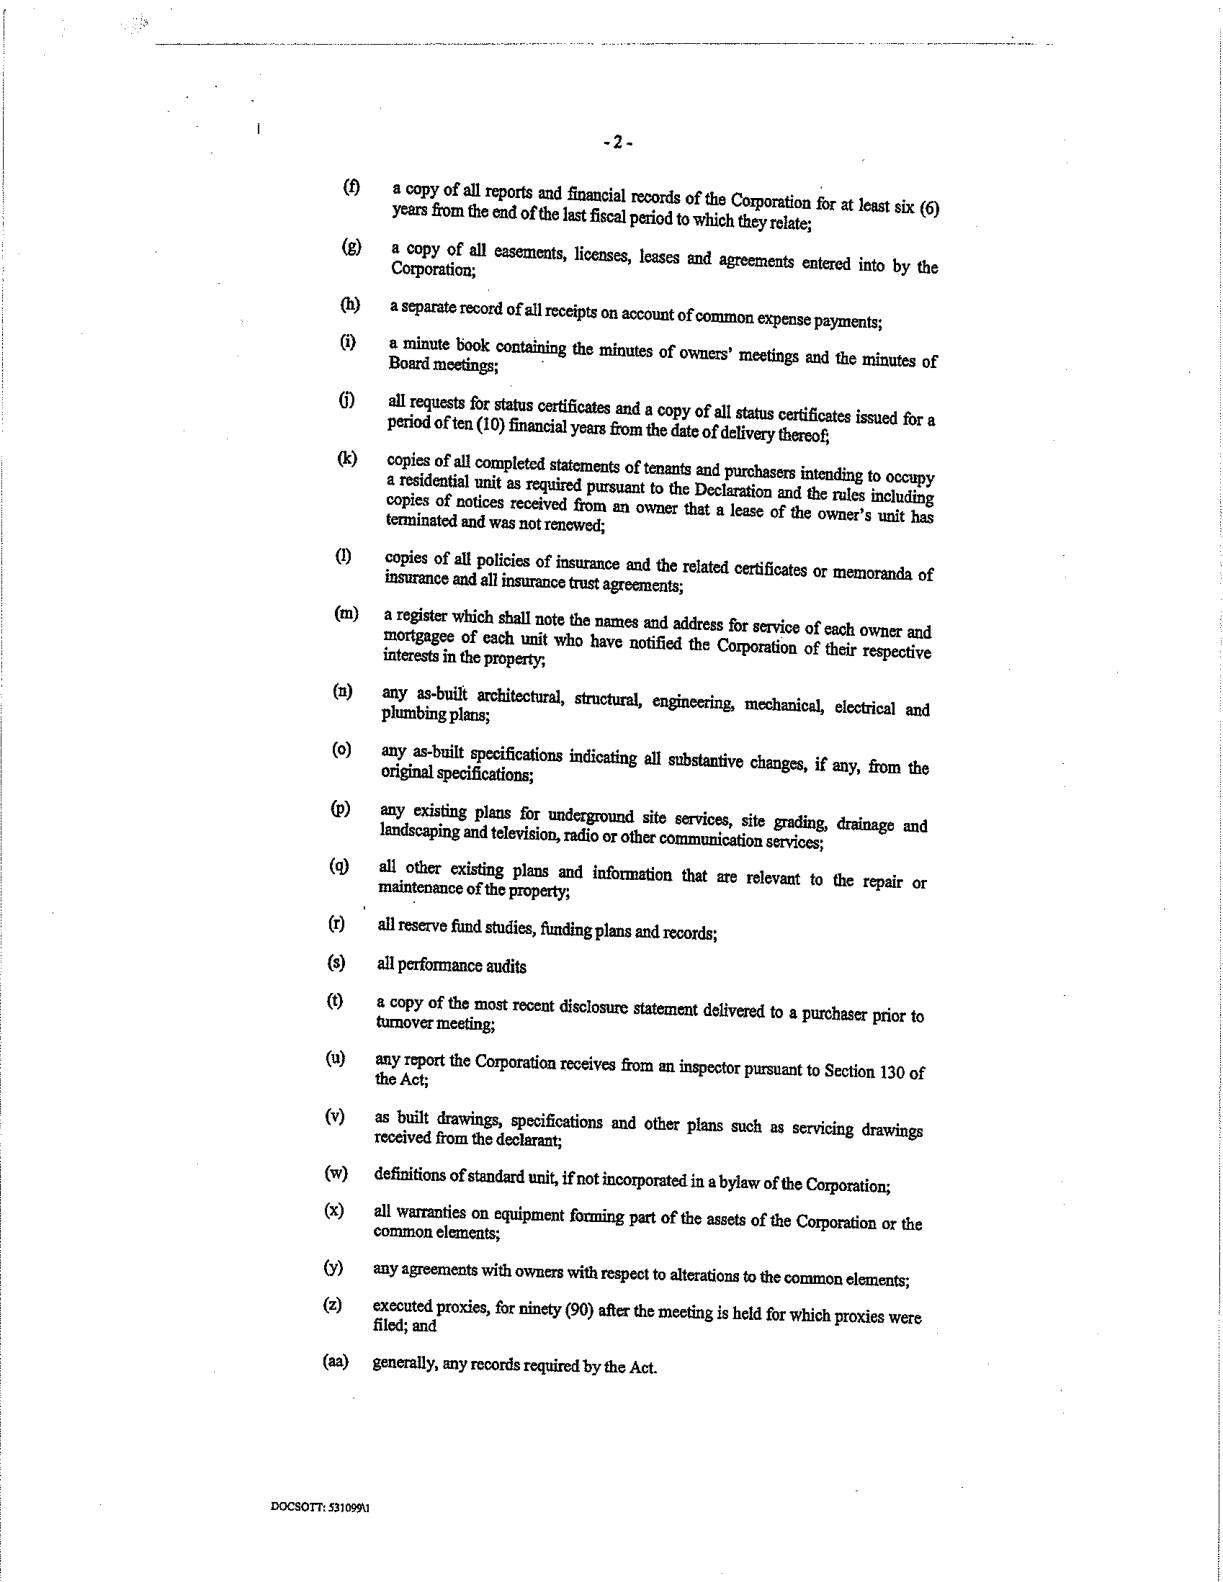 - 2 -
(f) a copy of all reports and financial records of the Corporation for at least six (6)
years from the end of the last fiscal period to which they relate;
(g) a copy of all easements, licenses, leases and agreements entered into by the
Corporation;
(h) a separate record of all receipts on account of common expense payments;
(i) a minute book containing the minutes of owners' meetings and the minutes of
Board meetings;
(j) all requests for status certificates and a copy of all status certificates issued for a
period of ten (10) financial years from the date of delivery thereof;
(k) copies of all completed statements of tenants and purchasers intending to occupy
a residential unit as required pursuant to the Declaration and the rules including
copies of notices received from an owner that a lease of the owner's unit has
terminated and was not renewed;
(l) copies of all policies of insurance and the related certificates or memoranda of
insurance and all insurance trust agreements;
(m) a register which shall note the names and address for service of each owner and
mortgagee of each unit who have notified the Corporation of their respective
interests in the property;
(n) any as-built architectural, structural, engineering, mechanical, electrical and
plumbing plans;
(o) any as-built specifications indicating all substantive changes, if any, from the
original specifications;
(p) any existing plans for underground site services, site grading, drainage and
landscaping and television, radio or other communication services;
(q) all other existing plans and information that are relevant to the repair or
maintenance of the property;
(r) all reserve fund studies, funding plans and records;
(s) all performance audits
(t) a copy of the most recent disclosure statement delivered to a purchaser prior to
turnover meeting;
(u) any report the Corporation receives from an inspector pursuant to Section 130 of
the Act;
(v) as built drawings, specifications and other plans such as servicing drawings
received from the declarant;
(w) definitions of standard unit, if not incorporated in a bylaw of the Corporation;
(x) all warranties on equipment forming part of the assets of the Corporation or the
common elements;
(y) any agreements with owners with respect to alterations to the common elements;
(z) executed proxies, for ninety (90) after the meeting is held for which proxies were
filed; and
(aa) generally, any records required by the Act.
DOCSOTT: 531099\1